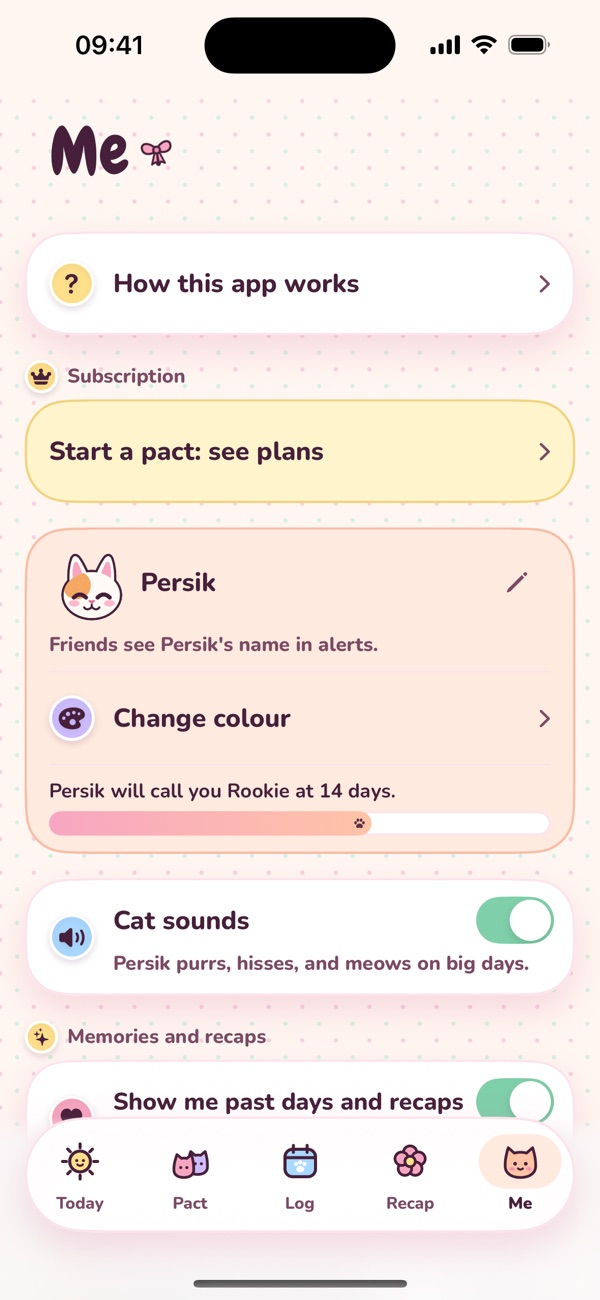 09:41
Me
?
How this app works
Subscription
Start a pact: see plans
Persik
Friends see Persik's name in alerts.
Change colour
Persik will call you Rookie at 14 days.
Cat sounds
Persik purrs, hisses, and meows on big days.
Memories and recaps
Show me past days and recaps
Today
Pact
Log
Recap
Me